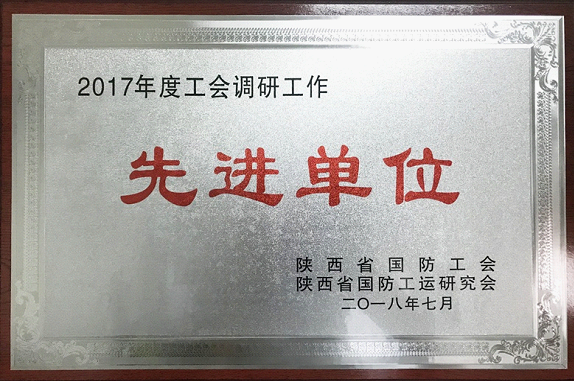 2017年度工会调研工作
先进单位
陕西省国防工会
陕西省国防工运研究会
二〇一八年七月